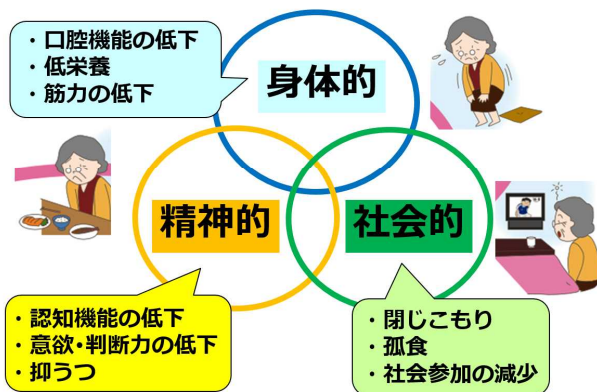 ・口腔機能の低下
・低栄養
・筋力の低下
身体的
精神的
社会的
・認知機能の低下
・意欲・判断力の低下
・抑うつ
・閉じこもり
・孤食
・社会参加の減少